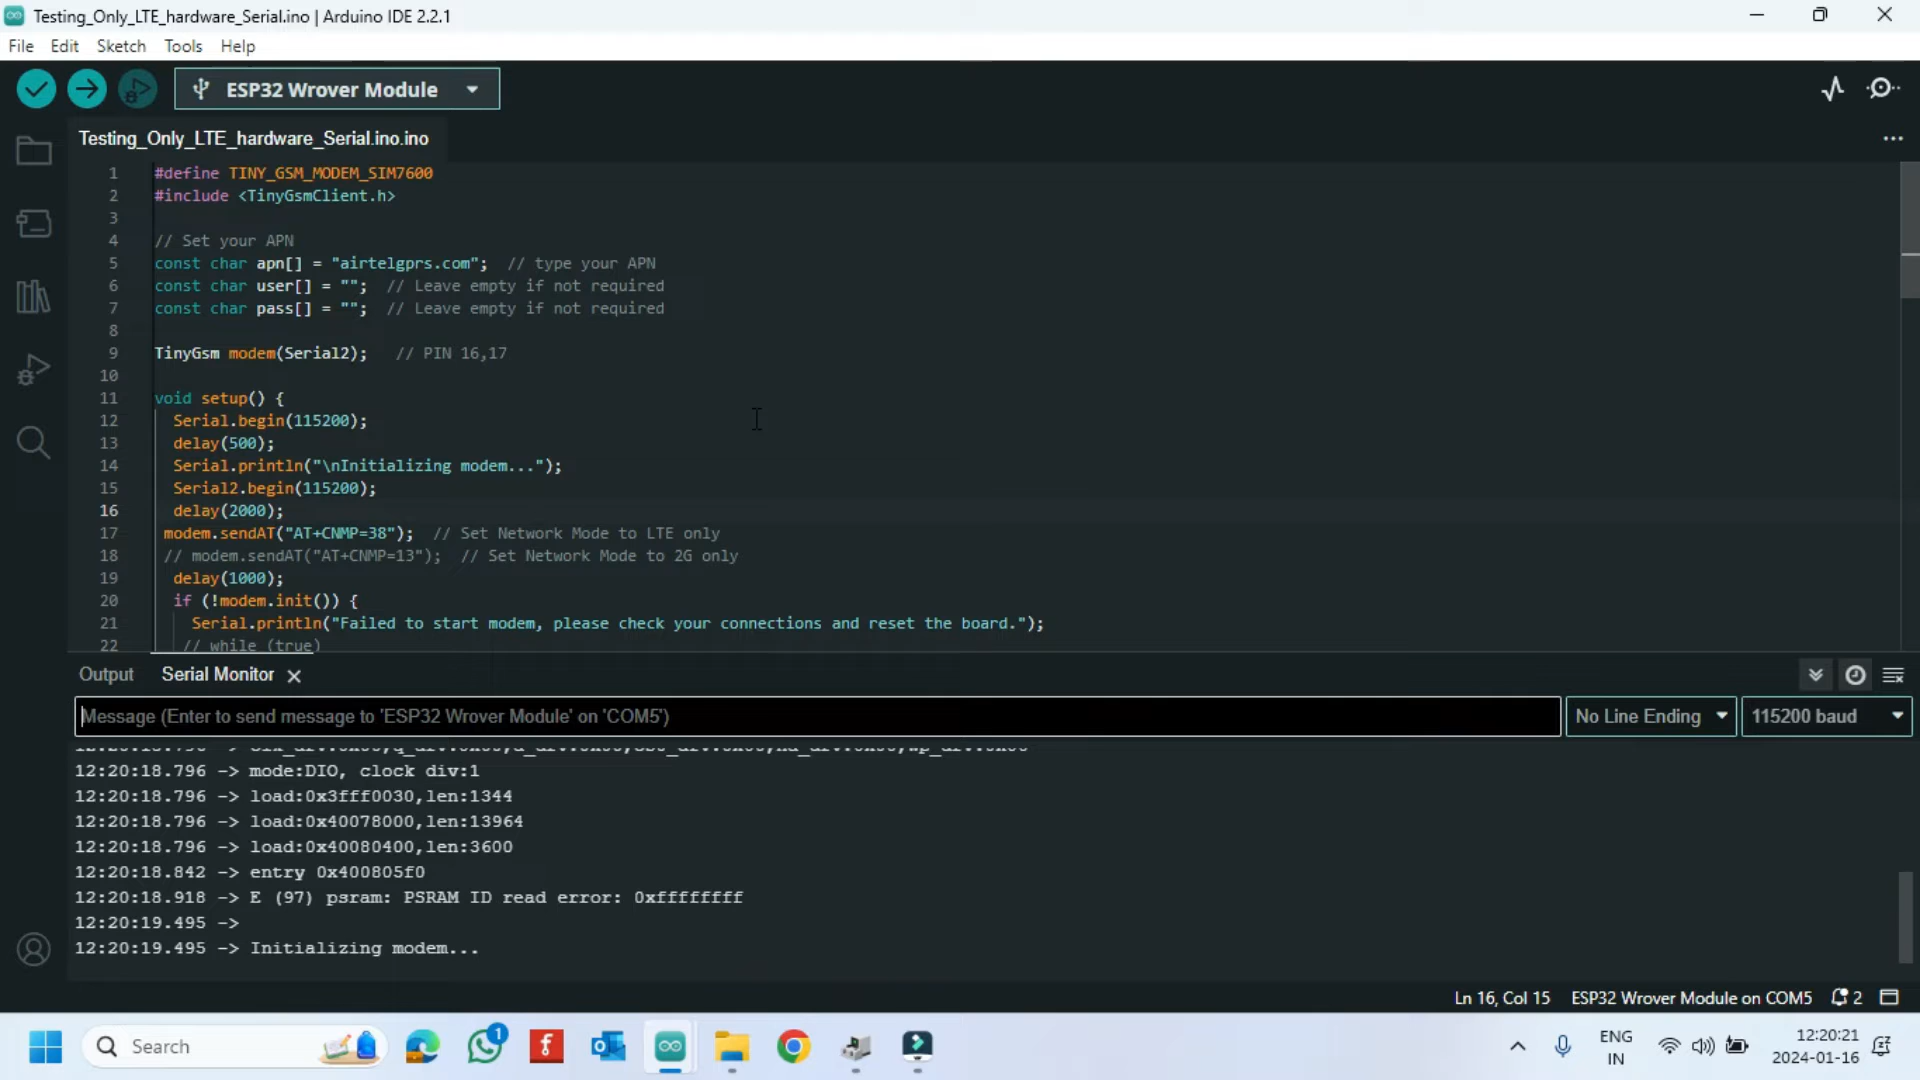 Testing_Only_LTE_hardware_Serial.ino | Arduino IDE 2.2.1
File Edit Sketch Tools Help
ESP32 Wrover Module
Testing_Only_LTE_hardware_Serial.ino.ino
1 #define TINY_GSM_MODEM_SIM7600
2 #include <TinyGsmClient.h>
3
4 // Set your APN
5 const char apn[] = "airtelgprs.com"; // type your APN
6 const char user[] = ""; // Leave empty if not required
7 const char pass[] = ""; // Leave empty if not required
8
9 TinyGsm modem(Serial2); // PIN 16,17
10
11 void setup() {
12 Serial.begin(115200);
13 delay(500);
14 Serial.println("\nInitializing modem...");
15 Serial2.begin(115200);
16 delay(2000);
17 modem.sendAT("AT+CNMP=38"); // Set Network Mode to LTE only
18 // modem.sendAT("AT+CNMP=13"); // Set Network Mode to 2G only
19 delay(1000);
20 if (!modem.init()) {
21 Serial.println("Failed to start modem, please check your connections and reset the board.");
22 // while (true)
Output Serial Monitor
Message (Enter to send message to 'ESP32 Wrover Module' on 'COM5') No Line Ending 115200 baud
12:20:18.796 -> mode:DIO, clock div:1
12:20:18.796 -> load:0x3fff0030,len:1344
12:20:18.796 -> load:0x40078000,len:13964
12:20:18.796 -> load:0x40080400,len:3600
12:20:18.842 -> entry 0x400805f0
12:20:18.918 -> E (97) psram: PSRAM ID read error: 0xffffffff
12:20:19.495 ->
12:20:19.495 -> Initializing modem...
Ln 16, Col 15 ESP32 Wrover Module on COM5 2
Search 1 ENG 12:20:21
IN 2024-01-16